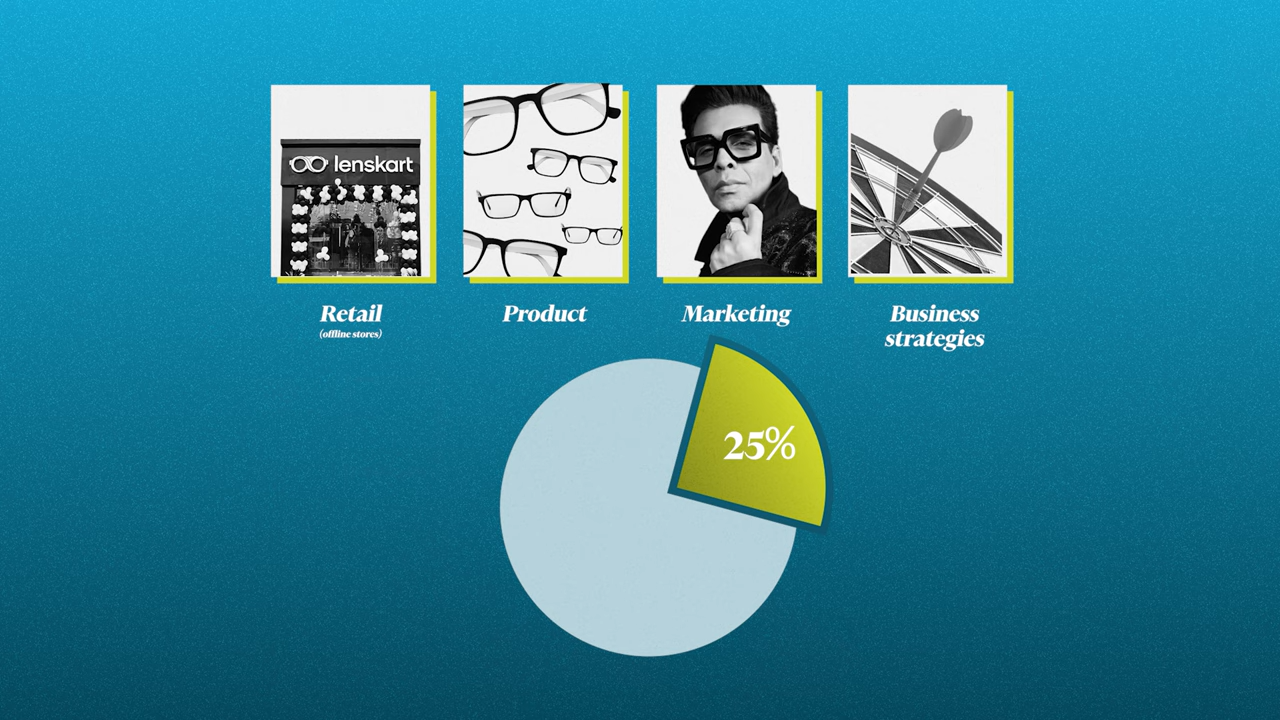 lenskart
Retail
(offline stores)
Product
Marketing
Business
strategies
25%